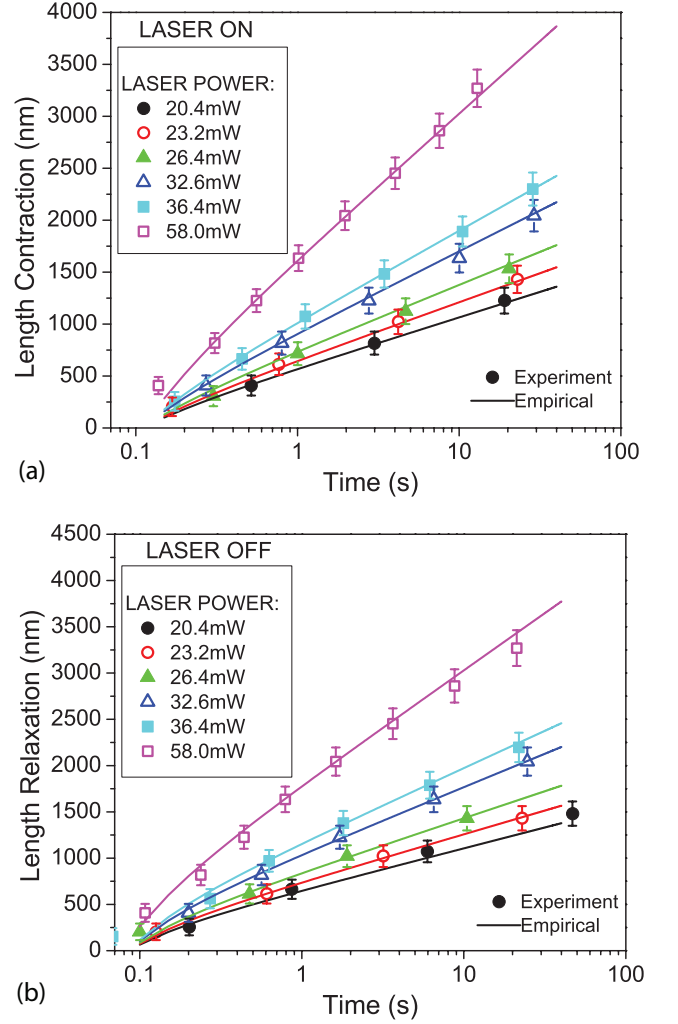 4000
3500
3000
2500
2000
1500
1000
500
0
Length Contraction (nm)
LASER ON
LASER POWER:
20.4mW
23.2mW
26.4mW
32.6mW
36.4mW
58.0mW
Experiment
Empirical
0.1 1 10 100
Time (s)
(a)
4500
4000
3500
3000
2500
2000
1500
1000
500
0
Length Relaxation (nm)
LASER OFF
LASER POWER:
20.4mW
23.2mW
26.4mW
32.6mW
36.4mW
58.0mW
Experiment
Empirical
0.1 1 10 100
Time (s)
(b)